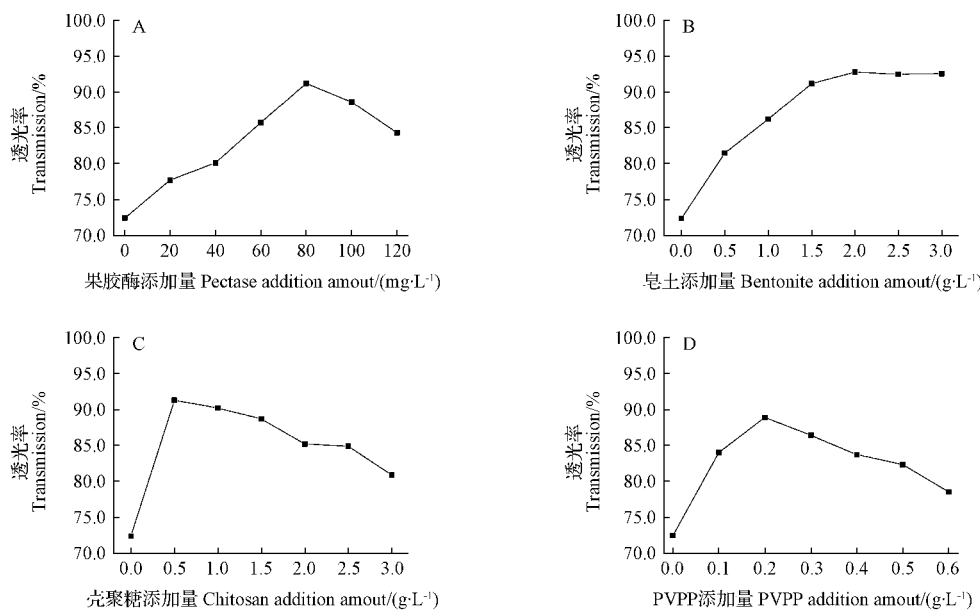 A
100.0
95.0
90.0
85.0
80.0
75.0
70.0
透光率
Transmission/%
0 20 40 60 80 100 120
果胶酶添加量 Pectase addition amout/(mg·L⁻¹)
B
100.0
95.0
90.0
85.0
80.0
75.0
70.0
透光率
Transmission/%
0.0 0.5 1.0 1.5 2.0 2.5 3.0
皂土添加量 Bentonite addition amout/(g·L⁻¹)
C
100.0
95.0
90.0
85.0
80.0
75.0
70.0
透光率
Transmission/%
0.0 0.5 1.0 1.5 2.0 2.5 3.0
壳聚糖添加量 Chitosan addition amout/(g·L⁻¹)
D
100.0
95.0
90.0
85.0
80.0
75.0
70.0
透光率
Transmission/%
0.0 0.1 0.2 0.3 0.4 0.5 0.6
PVPP添加量 PVPP addition amout/(g·L⁻¹)